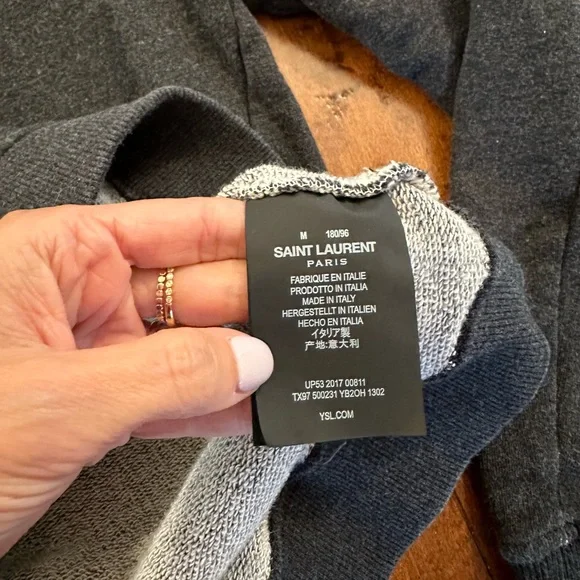 M 180/96
SAINT LAURENT
PARIS
FABRIQUE EN ITALIE
PRODOTTO IN ITALIA
MADE IN ITALY
HERGESTELLT IN ITALIEN
HECHO EN ITALIA
イタリア製
产地:意大利
UP53 2017 00811
TX97 500231 YB2OH 1302
YSL.COM